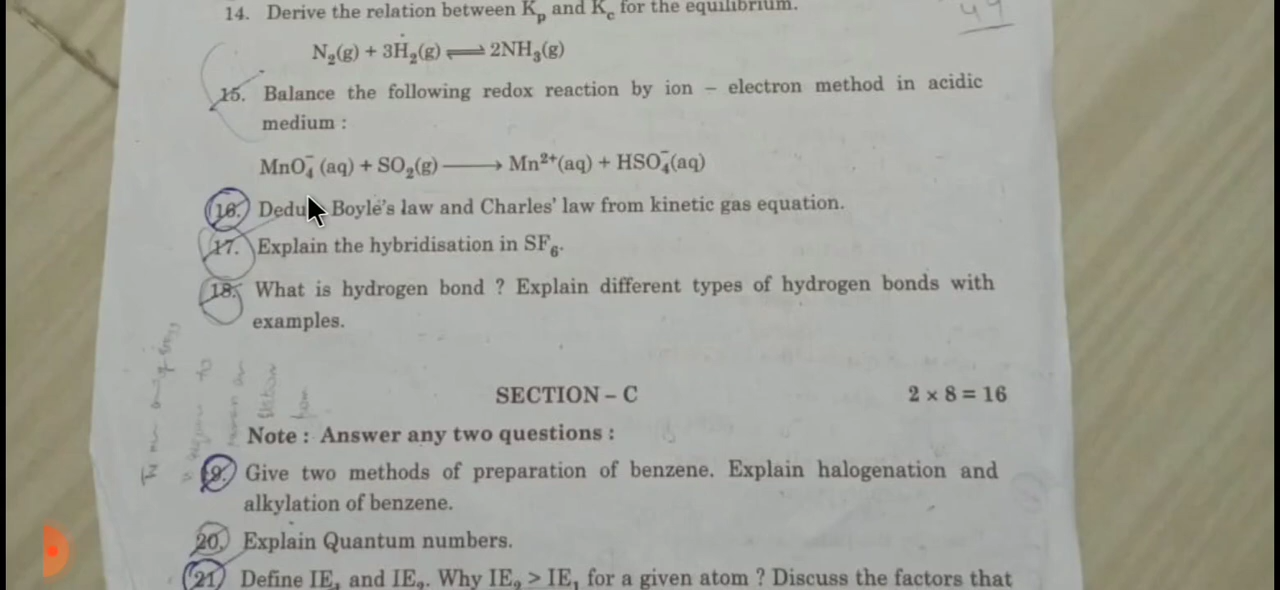 14. Derive the relation between Kp and Kc for the equilibrium.
N2(g) + 3H2(g) ⇌ 2NH3(g)
15. Balance the following redox reaction by ion – electron method in acidic
medium :
MnO4⁻ (aq) + SO2(g) ⟶ Mn²⁺(aq) + HSO4⁻(aq)
16. Boyle's law and Charles' law from kinetic gas equation.
17. Explain the hybridisation in SF6.
18. What is hydrogen bond ? Explain different types of hydrogen bonds with
examples.
SECTION – C 2 × 8 = 16
Note : Answer any two questions :
19. Give two methods of preparation of benzene. Explain halogenation and
alkylation of benzene.
20. Explain Quantum numbers.
21. Define IE1 and IE2. Why IE2 > IE1 for a given atom ? Discuss the factors that